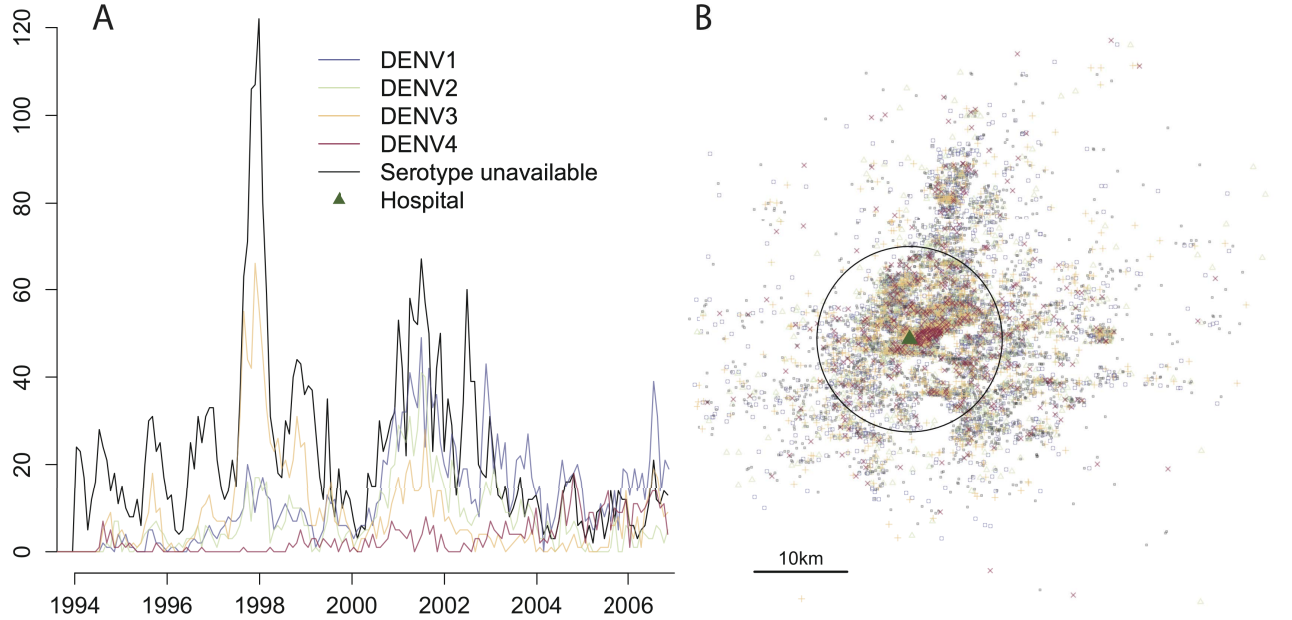 A
B
120
100
80
60
40
20
0
DENV1
DENV2
DENV3
DENV4
Serotype unavailable
Hospital
10km
1994 1996 1998 2000 2002 2004 2006